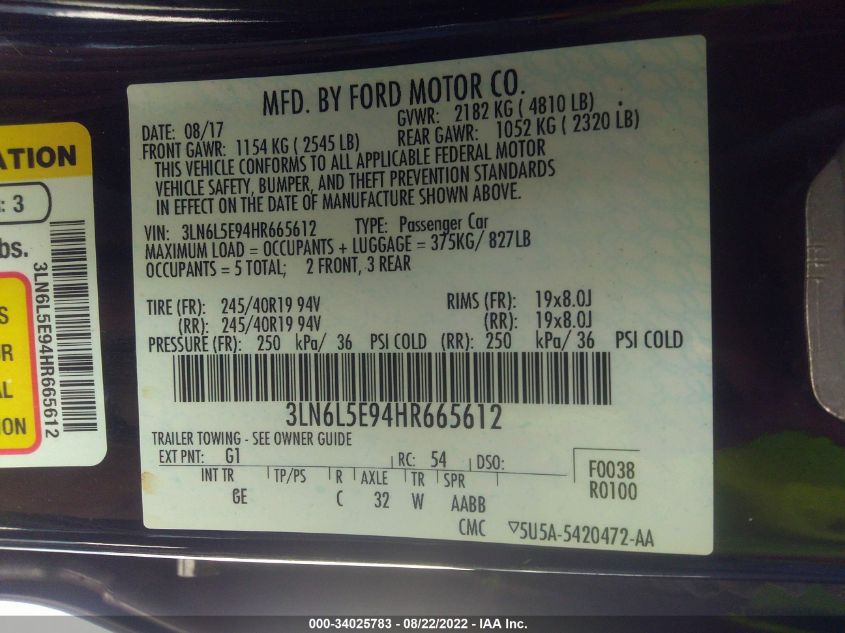 MFD. BY FORD MOTOR CO.
DATE: 08/17
GVWR: 2182 KG ( 4810 LB)
FRONT GAWR: 1154 KG ( 2545 LB)
REAR GAWR: 1052 KG ( 2320 LB)
THIS VEHICLE CONFORMS TO ALL APPLICABLE FEDERAL MOTOR
VEHICLE SAFETY, BUMPER, AND THEFT PREVENTION STANDARDS
IN EFFECT ON THE DATE OF MANUFACTURE SHOWN ABOVE.
VIN: 3LN6L5E94HR665612 TYPE: Passenger Car
MAXIMUM LOAD = OCCUPANTS + LUGGAGE = 375KG/ 827LB
OCCUPANTS = 5 TOTAL; 2 FRONT, 3 REAR
TIRE (FR): 245/40R19 94V RIMS (FR): 19x8.0J
(RR): 245/40R19 94V (RR): 19x8.0J
PRESSURE (FR): 250 kPa/ 36 PSI COLD (RR): 250 kPa/ 36 PSI COLD
3LN6L5E94HR665612
TRAILER TOWING - SEE OWNER GUIDE
EXT PNT: G1 RC: 54 DSO:
INT TR TP/PS R AXLE TR SPR
GE C 32 W AABB
F0038
R0100
CMC ▽5U5A-5420472-AA
ATION
: 3
bs.
S
OR
AL
ION
3LN6L5E94HR665612
000-34025783 - 08/22/2022 - IAA Inc.